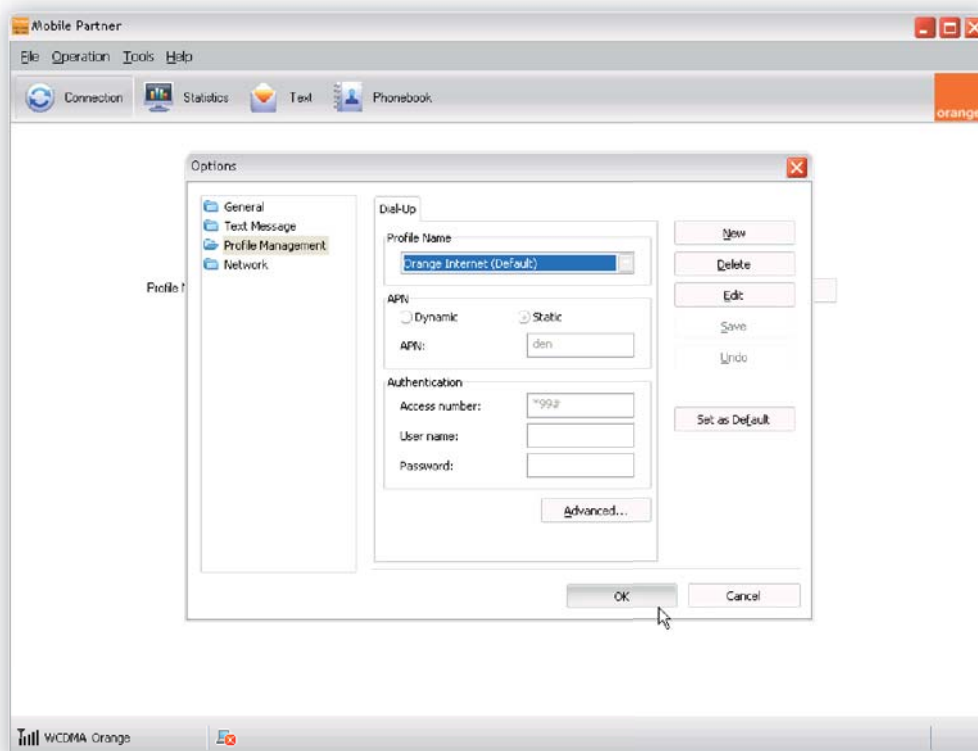 Mobile Partner
File Operation Tools Help
Connection Statistics Text Phonebook
orange
Options
General
Text Message
Profile Management
Network
Profile N
Dial-Up
Profile Name
Orange Internet (Default)
APN
Dynamic Static
APN: den
Authentication
Access number: *99#
User name:
Password:
Advanced...
New
Delete
Edit
Save
Undo
Set as Default
OK Cancel
WCDMA Orange